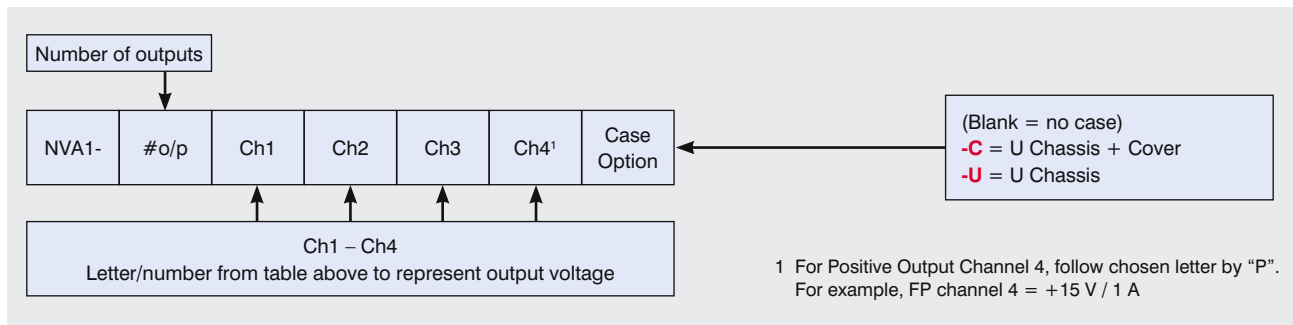 Number of outputs
NVA1-
#o/p
Ch1
Ch2
Ch3
Ch4¹
Case
Option
(Blank = no case)
-C = U Chassis + Cover
-U = U Chassis
Ch1 – Ch4
Letter/number from table above to represent output voltage
1 For Positive Output Channel 4, follow chosen letter by “P”.
For example, FP channel 4 = +15 V / 1 A